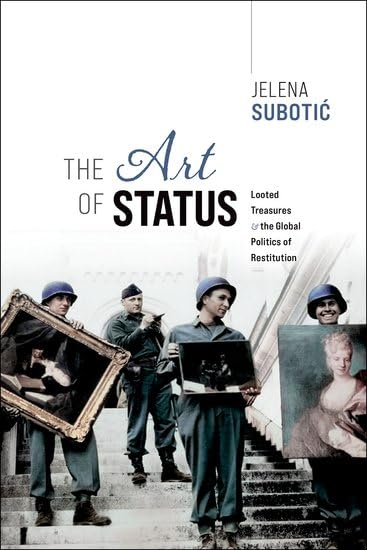 JELENA
SUBOTIĆ
THE Art
OF STATUS
Looted
Treasures
& the Global
Politics of
Restitution